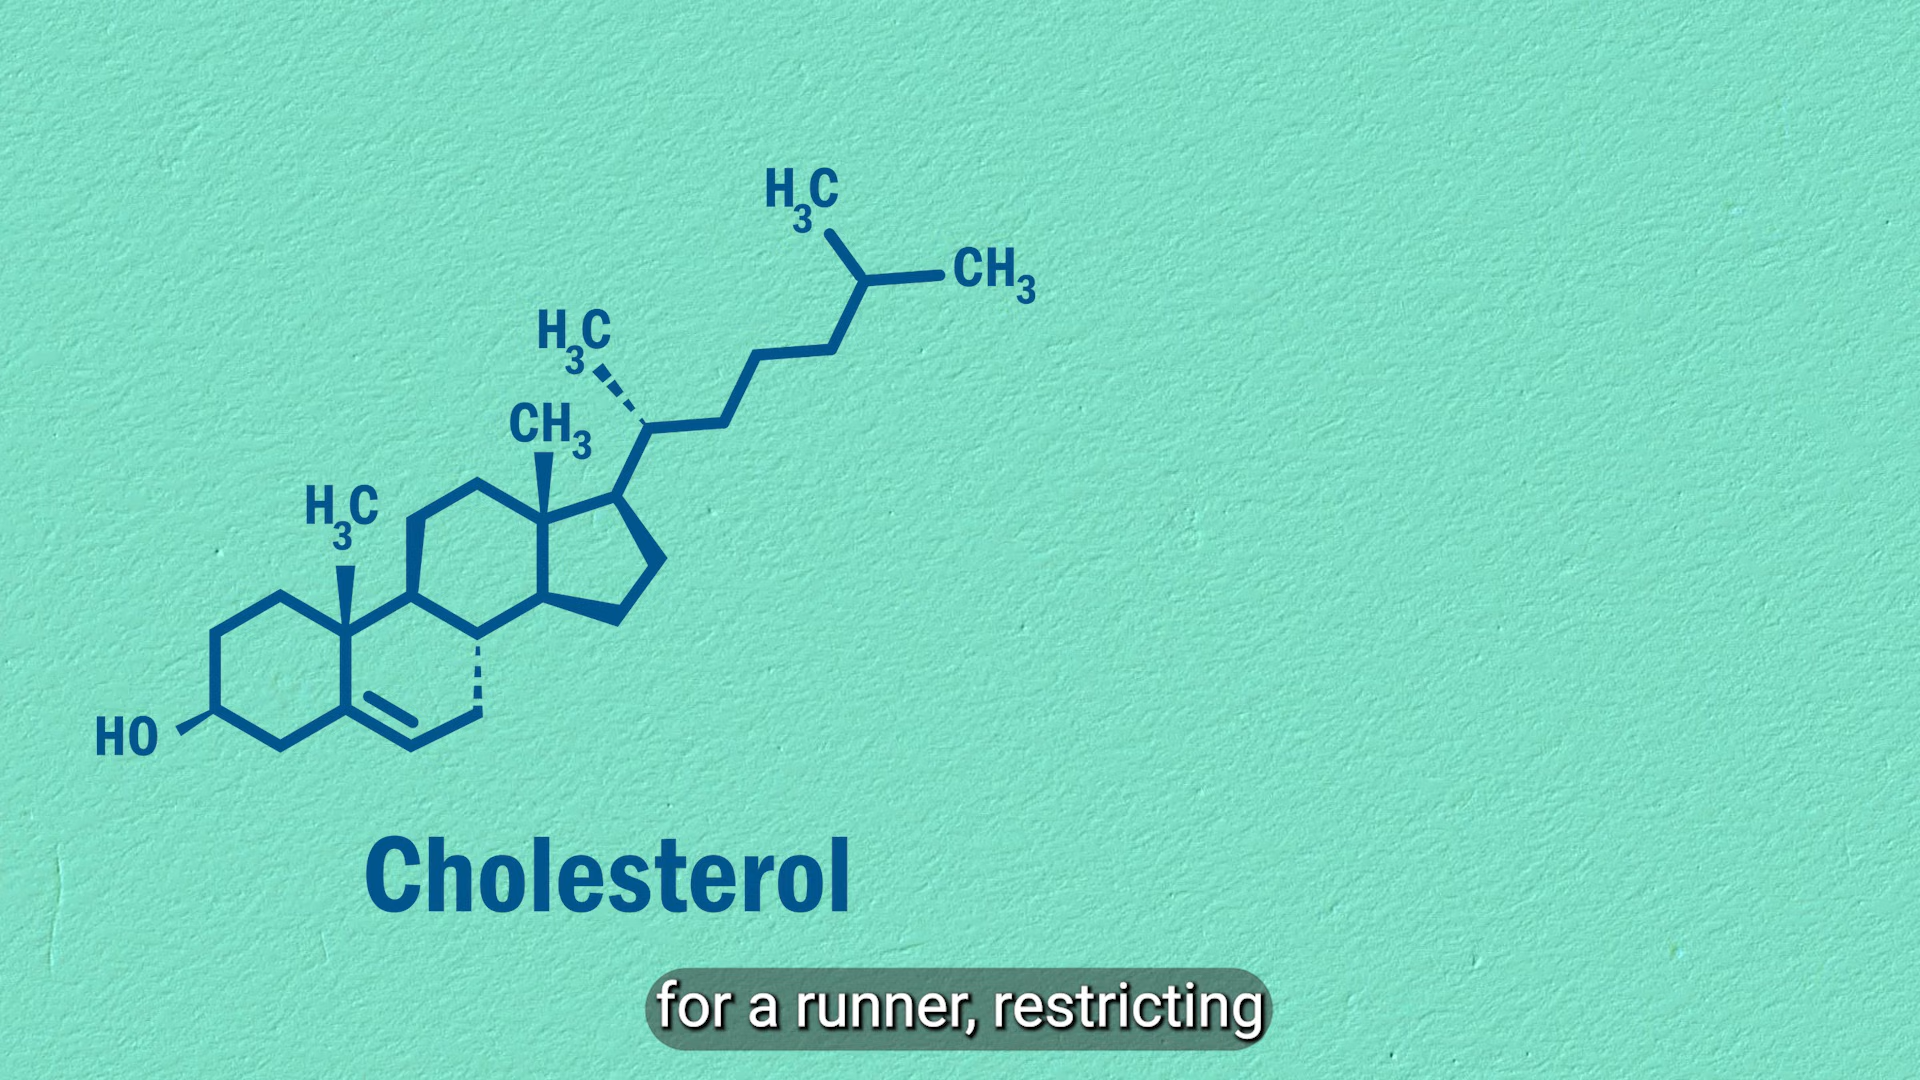 H3C
CH3
H3C
CH3
H3C
HO
Cholesterol
for a runner, restricting